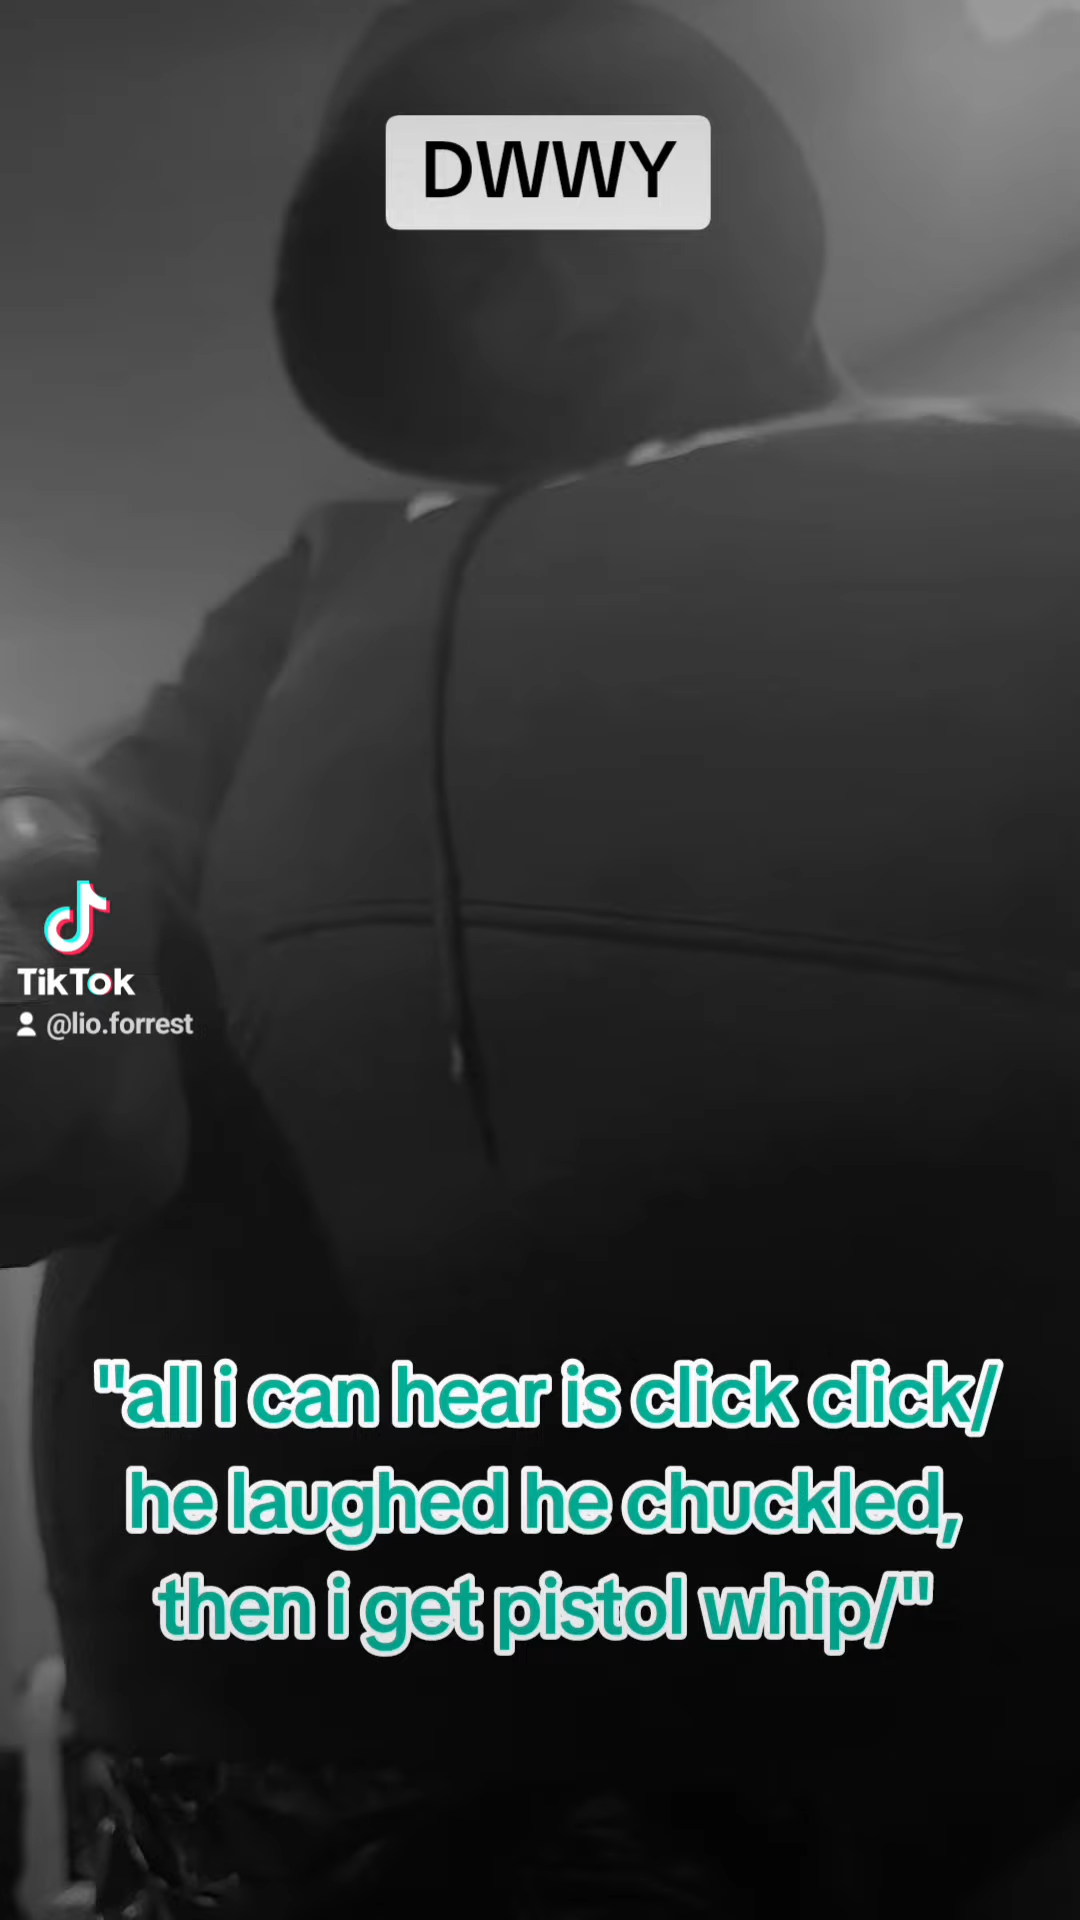 DWWY
TikTok
@lio.forrest
"all i can hear is click click/
he laughed he chuckled,
then i get pistol whip/"